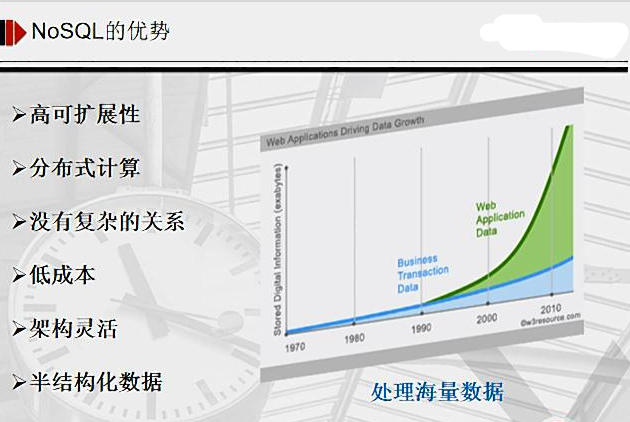 NoSQL的优势
➢高可扩展性
➢分布式计算
➢没有复杂的关系
➢低成本
➢架构灵活
➢半结构化数据
Web Applications Driving Data Growth
Stored Digital Information (exabytes)
Web
Application
Data
Business
Transaction
Data
1970
1980
1990
2000
2010
©w3resource.com
处理海量数据